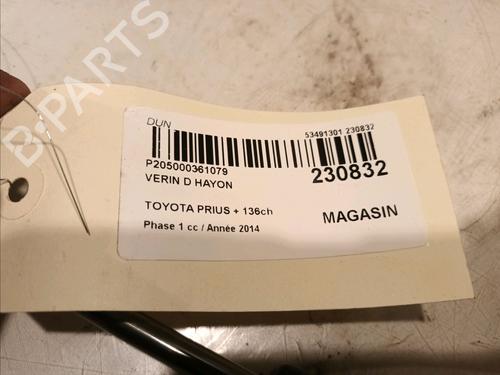 DUN
53491301 230832
P205000361079
230832
VERIN D HAYON
TOYOTA PRIUS + 136ch
MAGASIN
Phase 1 cc / Année 2014
B-PARTS